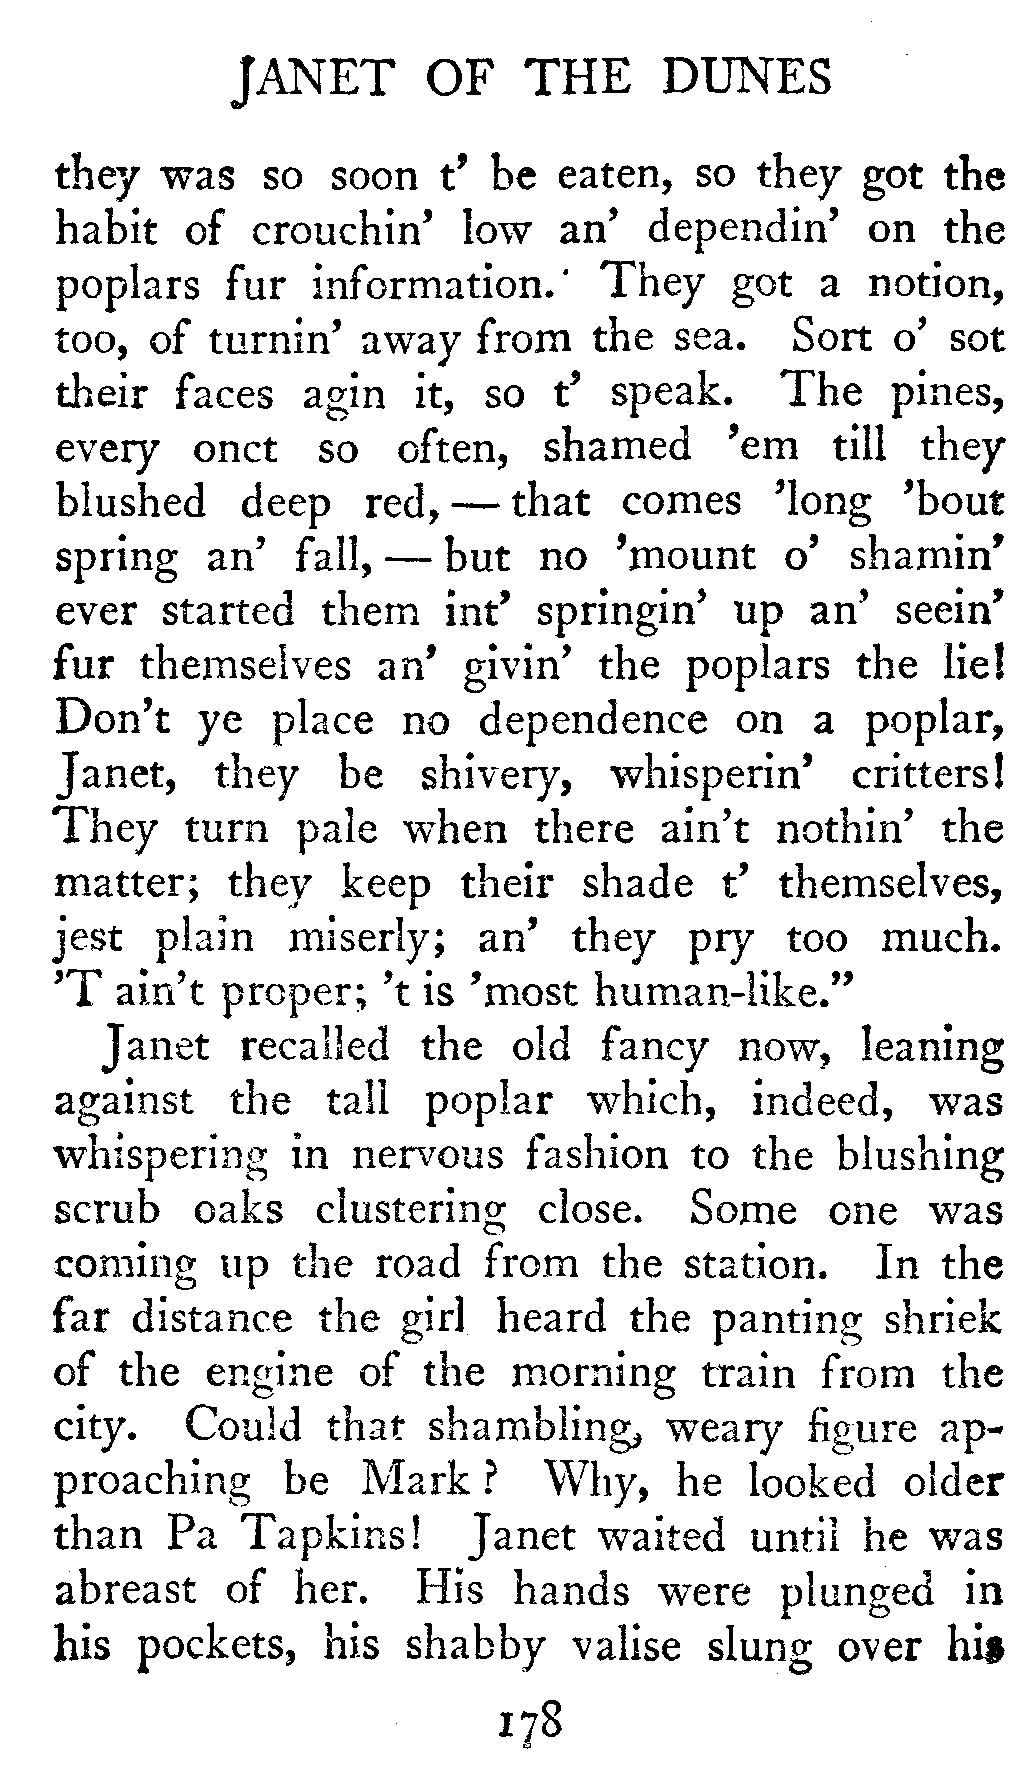 JANET OF THE DUNES
they was so soon t' be eaten, so they got the
habit of crouchin' low an' dependin' on the
poplars fur information. They got a notion,
too, of turnin' away from the sea. Sort o' sot
their faces agin it, so t' speak. The pines,
every onct so often, shamed 'em till they
blushed deep red, — that comes 'long 'bout
spring an' fall, — but no 'mount o' shamin'
ever started them int' springin' up an' seein'
fur themselves an' givin' the poplars the lie!
Don't ye place no dependence on a poplar,
Janet, they be shivery, whisperin' critters!
They turn pale when there ain't nothin' the
matter; they keep their shade t' themselves,
jest plain miserly; an' they pry too much.
'T ain't proper; 't is 'most human-like."
Janet recalled the old fancy now, leaning
against the tall poplar which, indeed, was
whispering in nervous fashion to the blushing
scrub oaks clustering close. Some one was
coming up the road from the station. In the
far distance the girl heard the panting shriek
of the engine of the morning train from the
city. Could that shambling, weary figure ap-
proaching be Mark? Why, he looked older
than Pa Tapkins! Janet waited until he was
abreast of her. His hands were plunged in
his pockets, his shabby valise slung over his
178